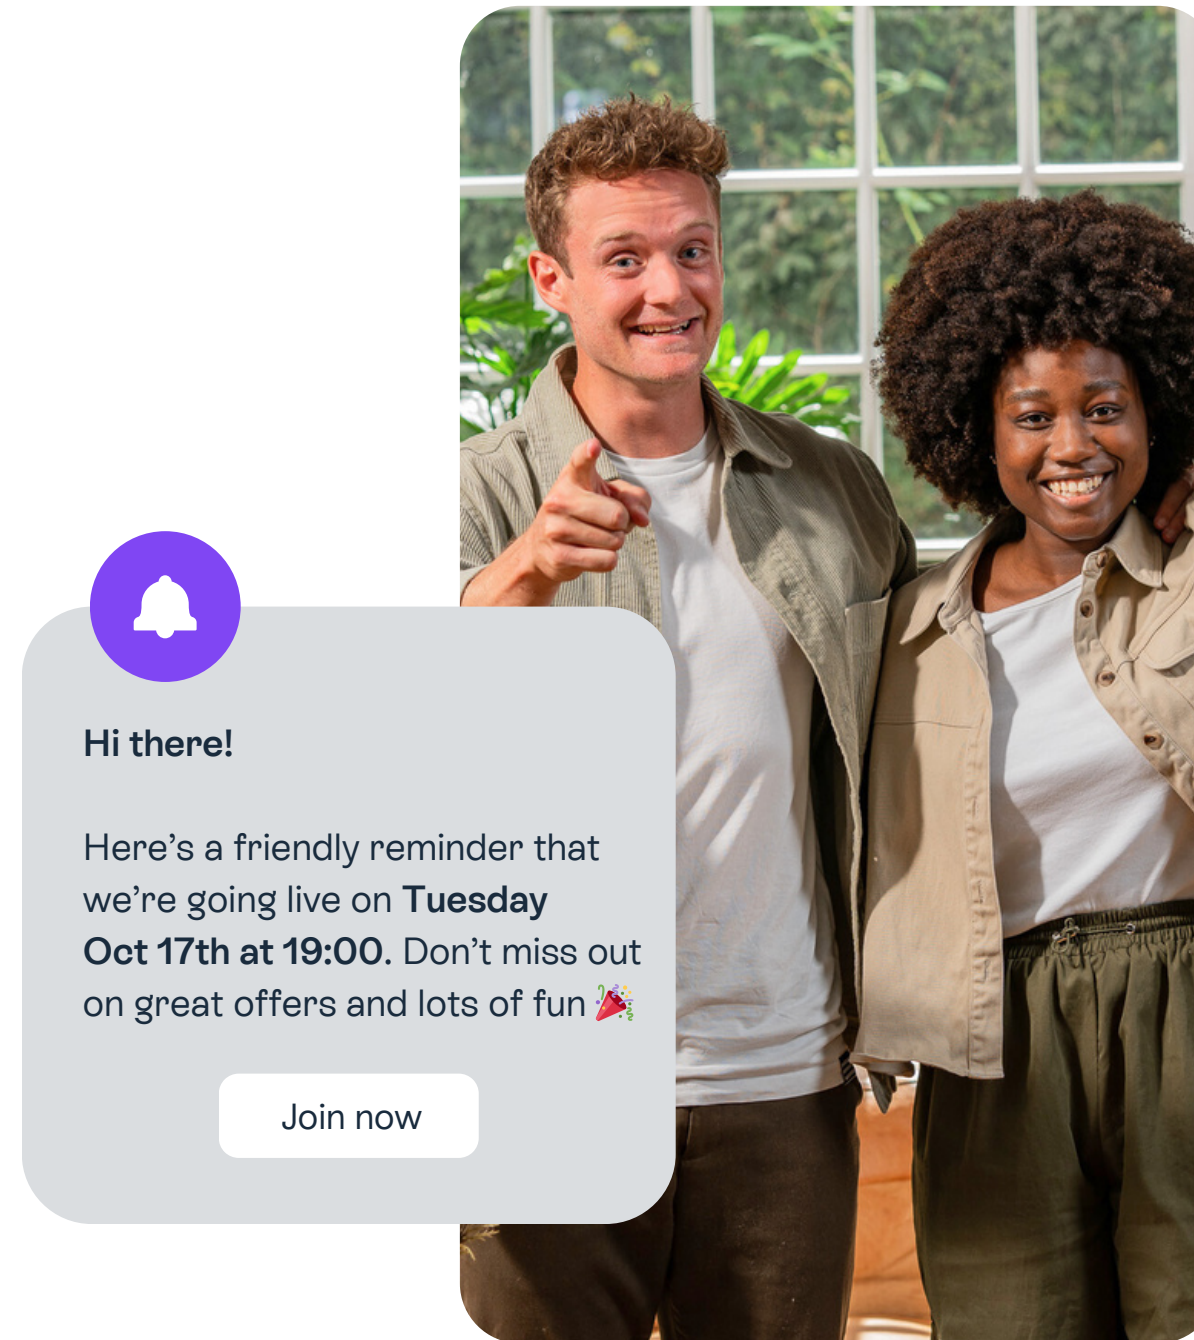 Hi there!
Here’s a friendly reminder that
we’re going live on Tuesday
Oct 17th at 19:00. Don’t miss out
on great offers and lots of fun 🎉
Join now